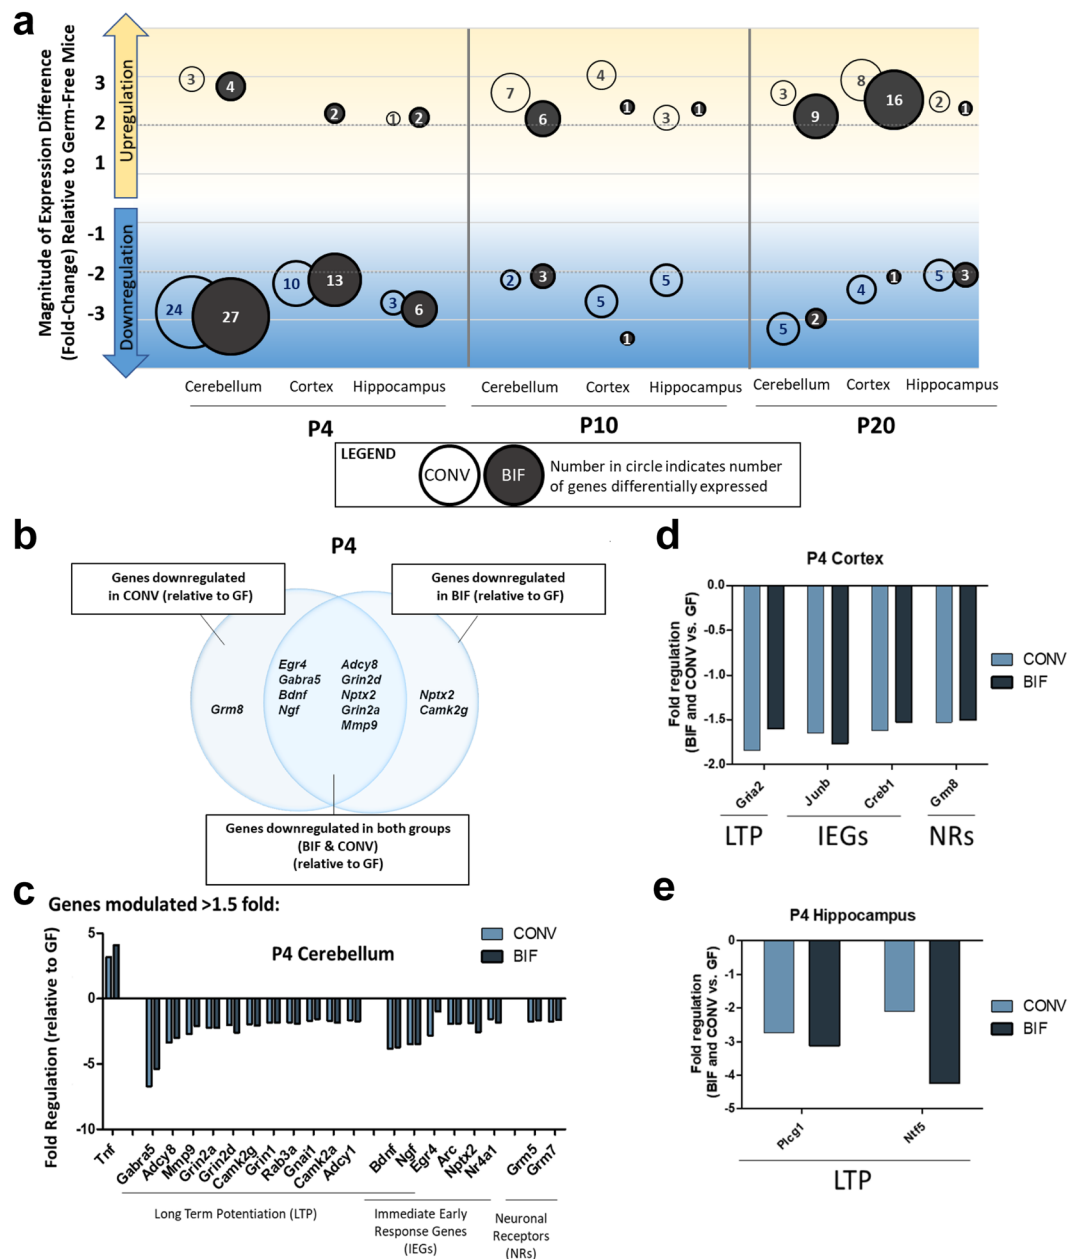 a
Magnitude of Expression Difference
(Fold-Change) Relative to Germ-Free Mice
Upregulation
Downregulation
3
2
1
-1
-2
-3
3
4
2
1
2
7
6
4
1
3
1
3
9
8
16
2
1
24
27
10
13
3
6
2
3
5
1
5
5
2
4
1
5
3
Cerebellum Cortex Hippocampus
Cerebellum Cortex Hippocampus
Cerebellum Cortex Hippocampus
P4
P10
P20
LEGEND
CONV
BIF
Number in circle indicates number
of genes differentially expressed
b
P4
Genes downregulated
in CONV (relative to GF)
Genes downregulated
in BIF (relative to GF)
Grm8
Egr4
Gabra5
Bdnf
Ngf
Adcy8
Grin2d
Nptx2
Grin2a
Mmp9
Nptx2
Camk2g
Genes downregulated in both groups
(BIF & CONV)
(relative to GF)
c
Genes modulated >1.5 fold:
P4 Cerebellum
CONV
BIF
Fold Regulation (relative to GF)
5
0
-5
-10
Tnf
Gabra5
Adcy8
Mmp9
Grin2a
Grin2d
Camk2g
Grin1
Rab3a
Gnai1
Camk2a
Adcy1
Bdnf
Ngf
Egr4
Arc
Nptx2
Nr4a1
Grm5
Grm7
Long Term Potentiation (LTP)
Immediate Early
Response Genes
(IEGs)
Neuronal
Receptors
(NRs)
d
P4 Cortex
Fold regulation
(BIF and CONV vs. GF)
0.0
-0.5
-1.0
-1.5
-2.0
CONV
BIF
Gria2
Junb
Creb1
Grm8
LTP
IEGs
NRs
e
P4 Hippocampus
Fold regulation
(BIF and CONV vs. GF)
0
-1
-2
-3
-4
-5
CONV
BIF
Plcg1
Ntf5
LTP